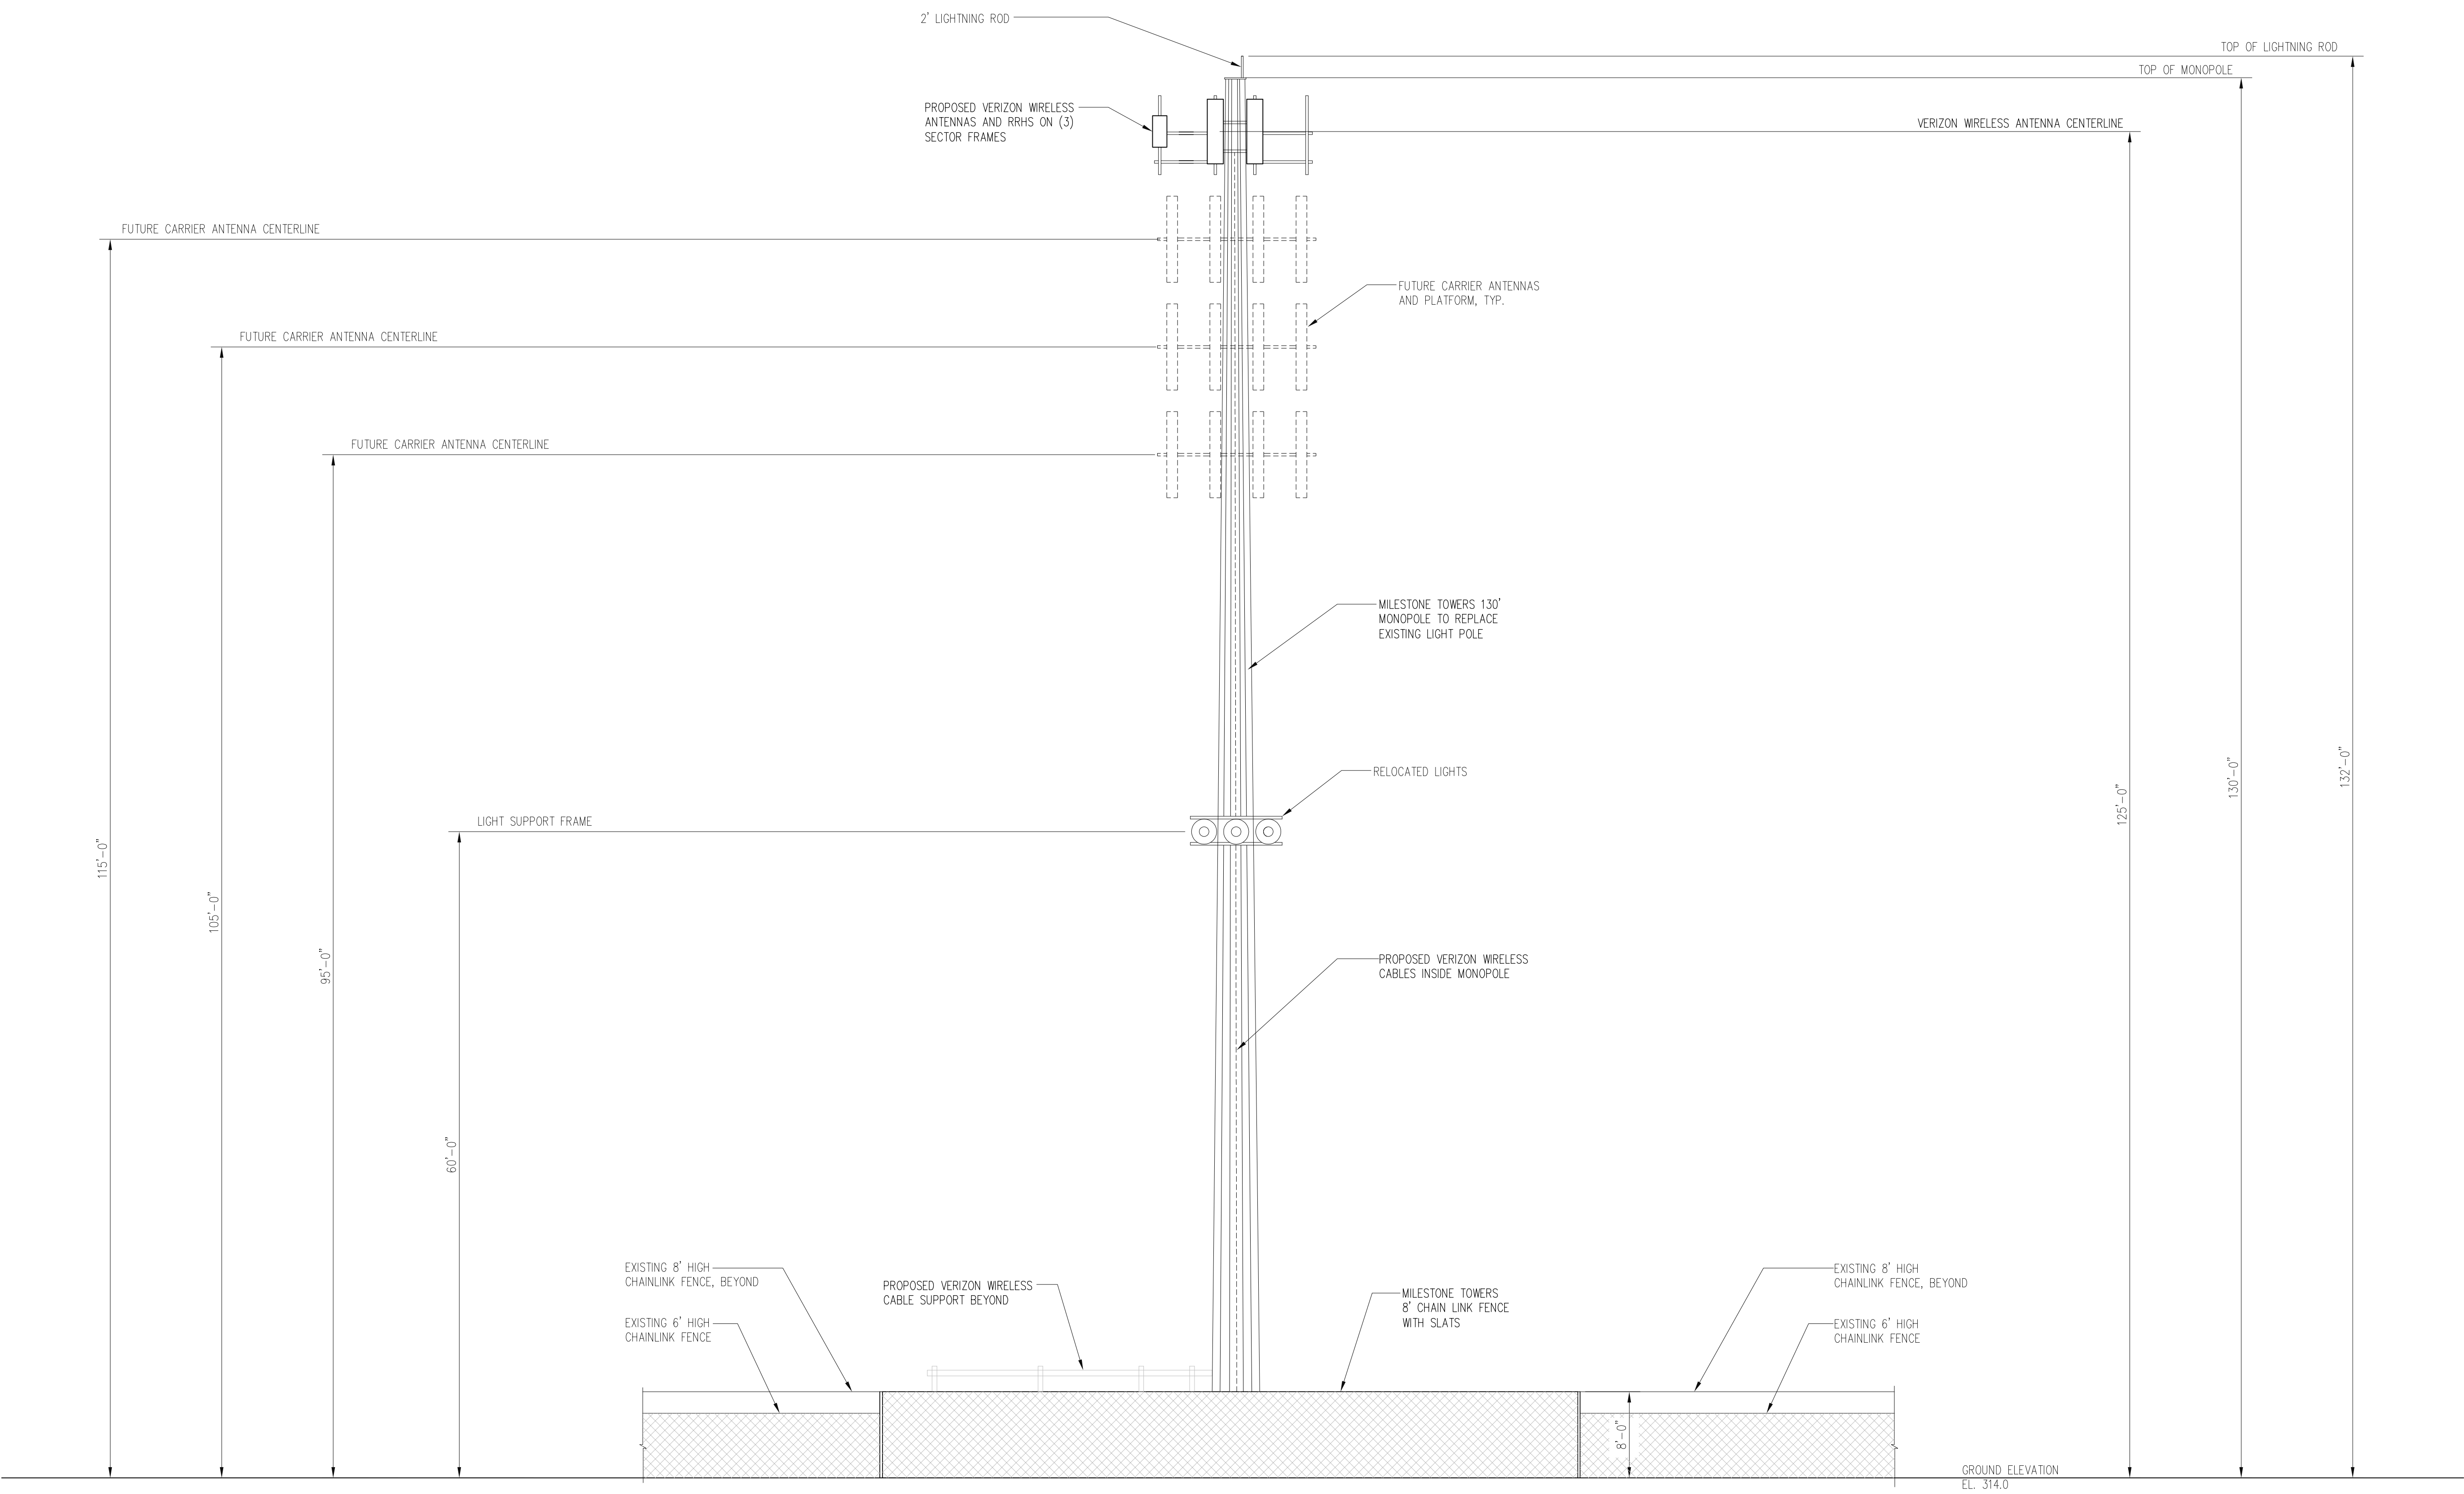 2' LIGHTNING ROD
TOP OF LIGHTNING ROD
TOP OF MONOPOLE
PROPOSED VERIZON WIRELESS
ANTENNAS AND RRHS ON (3)
SECTOR FRAMES
VERIZON WIRELESS ANTENNA CENTERLINE
FUTURE CARRIER ANTENNA CENTERLINE
FUTURE CARRIER ANTENNAS
AND PLATFORM, TYP.
FUTURE CARRIER ANTENNA CENTERLINE
FUTURE CARRIER ANTENNA CENTERLINE
MILESTONE TOWERS 130'
MONOPOLE TO REPLACE
EXISTING LIGHT POLE
RELOCATED LIGHTS
LIGHT SUPPORT FRAME
115'-0"
105'-0"
95'-0"
60'-0"
125'-0"
130'-0"
132'-0"
PROPOSED VERIZON WIRELESS
CABLES INSIDE MONOPOLE
EXISTING 8' HIGH
CHAINLINK FENCE, BEYOND
EXISTING 6' HIGH
CHAINLINK FENCE
PROPOSED VERIZON WIRELESS
CABLE SUPPORT BEYOND
MILESTONE TOWERS
8' CHAIN LINK FENCE
WITH SLATS
EXISTING 8' HIGH
CHAINLINK FENCE, BEYOND
EXISTING 6' HIGH
CHAINLINK FENCE
8'-0"
GROUND ELEVATION
EL. 314.0